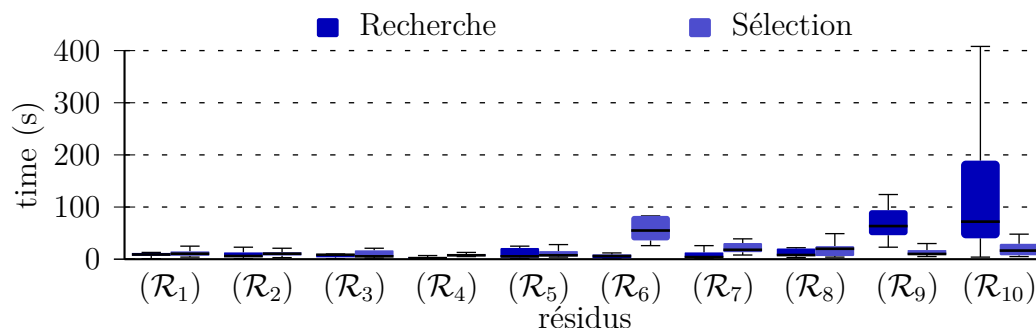 Recherche Sélection
400
300
200
100
0
time (s)
(ℛ₁) (ℛ₂) (ℛ₃) (ℛ₄) (ℛ₅) (ℛ₆) (ℛ₇) (ℛ₈) (ℛ₉) (ℛ₁₀)
résidus